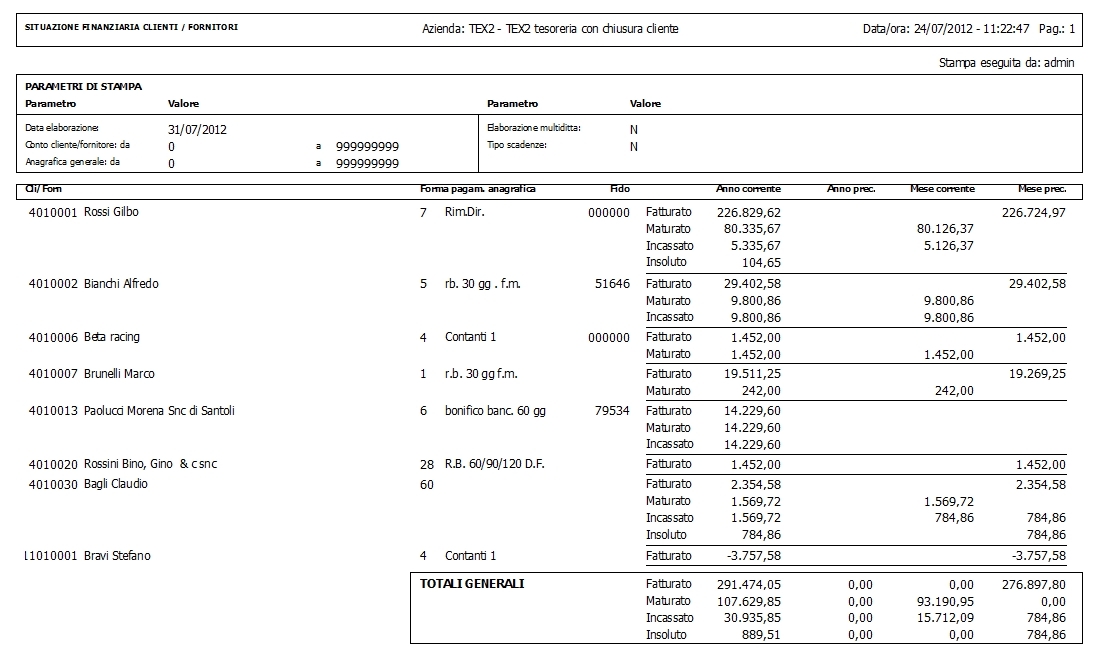 SITUAZIONE FINANZIARIA CLIENTI / FORNITORI Azienda: TEX2 - TEX2 tesoreria con chiusura cliente Data/ora: 24/07/2012 - 11:22:47 Pag.: 1
Stampa eseguita da: admin
PARAMETRI DI STAMPA
Parametro Valore Parametro Valore
Data elaborazione: 31/07/2012 Elaborazione multiditta: N
Conto cliente/fornitore: da 0 a 999999999 Tipo scadenze: N
Anagrafica generale: da 0 a 999999999
Cli/Forn Forma pagam. anagrafica Fido Anno corrente Anno prec. Mese corrente Mese prec.
4010001 Rossi Gilbo 7 Rim.Dir. 000000 Fatturato 226.829,62 226.724,97
Maturato 80.335,67 80.126,37
Incassato 5.335,67 5.126,37
Insoluto 104,65
4010002 Bianchi Alfredo 5 rb. 30 gg . f.m. 51646 Fatturato 29.402,58 29.402,58
Maturato 9.800,86 9.800,86
Incassato 9.800,86 9.800,86
4010006 Beta racing 4 Contanti 1 000000 Fatturato 1.452,00 1.452,00
Maturato 1.452,00 1.452,00
4010007 Brunelli Marco 1 r.b. 30 gg f.m. Fatturato 19.511,25 19.269,25
Maturato 242,00 242,00
4010013 Paolucci Morena Snc di Santoli 6 bonifico banc. 60 gg 79534 Fatturato 14.229,60
Maturato 14.229,60
Incassato 14.229,60
4010020 Rossini Bino, Gino & c snc 28 R.B. 60/90/120 D.F. Fatturato 1.452,00 1.452,00
4010030 Bagli Claudio 60 Fatturato 2.354,58 2.354,58
Maturato 1.569,72 1.569,72
Incassato 1.569,72 784,86 784,86
Insoluto 784,86 784,86
11010001 Bravi Stefano 4 Contanti 1 Fatturato -3.757,58 -3.757,58
TOTALI GENERALI Fatturato 291.474,05 0,00 0,00 276.897,80
Maturato 107.629,85 0,00 93.190,95 0,00
Incassato 30.935,85 0,00 15.712,09 784,86
Insoluto 889,51 0,00 0,00 784,86